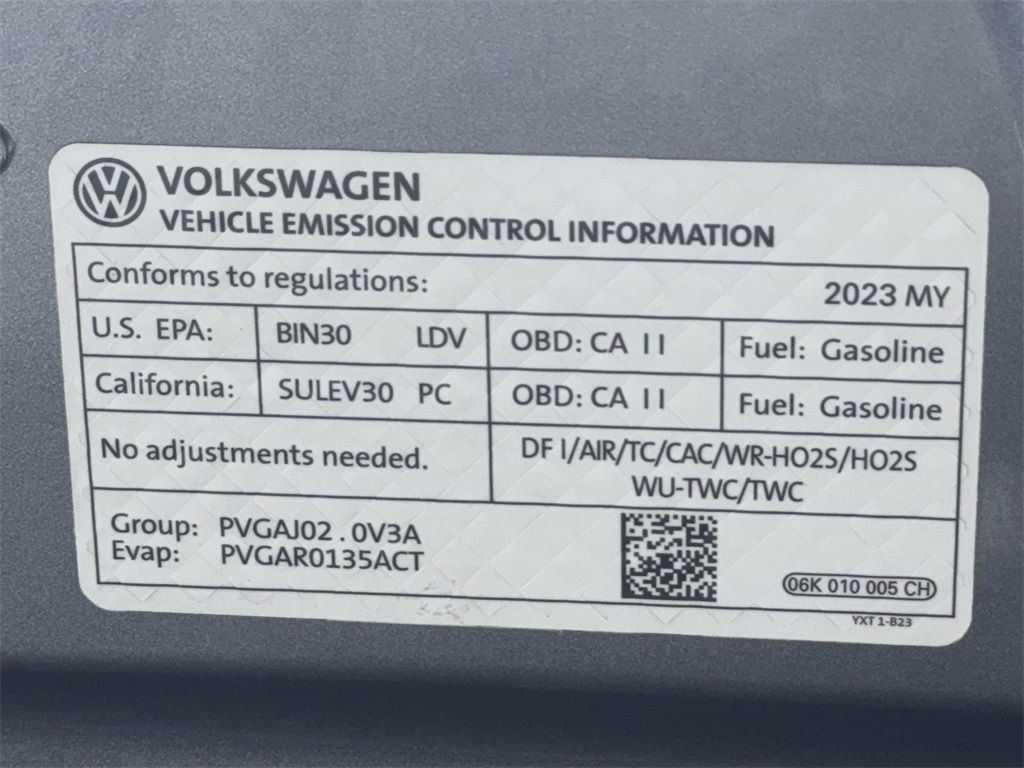 VOLKSWAGEN
VEHICLE EMISSION CONTROL INFORMATION
Conforms to regulations: 2023 MY
U.S. EPA: BIN30 LDV OBD: CA II Fuel: Gasoline
California: SULEV30 PC OBD: CA II Fuel: Gasoline
No adjustments needed. DFI/AIR/TC/CAC/WR-HO2S/HO2S
WU-TWC/TWC
Group: PVGAJ02.0V3A
Evap: PVGAR0135ACT
06K 010 005 CH
YXT 1-B23